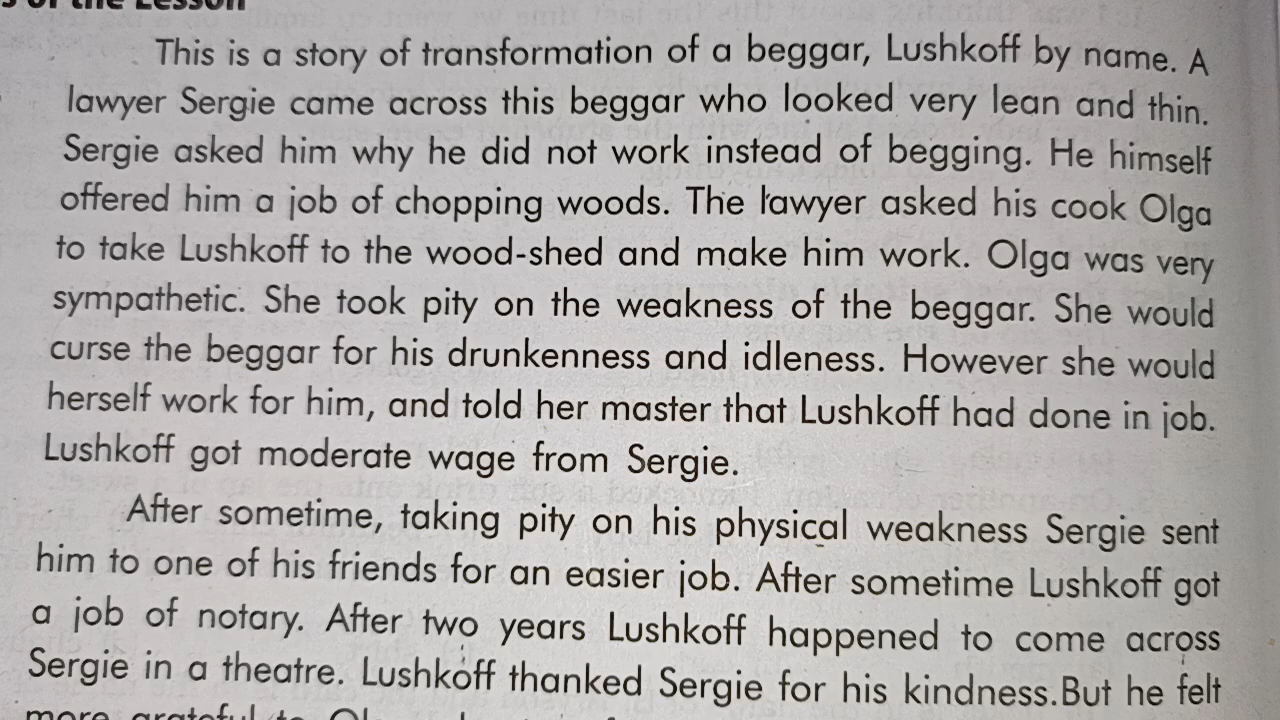 of the Lesson
This is a story of transformation of a beggar, Lushkoff by name. A
lawyer Sergie came across this beggar who looked very lean and thin.
Sergie asked him why he did not work instead of begging. He himself
offered him a job of chopping woods. The lawyer asked his cook Olga
to take Lushkoff to the wood-shed and make him work. Olga was very
sympathetic. She took pity on the weakness of the beggar. She would
curse the beggar for his drunkenness and idleness. However she would
herself work for him, and told her master that Lushkoff had done in job.
Lushkoff got moderate wage from Sergie.
After sometime, taking pity on his physical weakness Sergie sent
him to one of his friends for an easier job. After sometime Lushkoff got
a job of notary. After two years Lushkoff happened to come across
Sergie in a theatre. Lushkoff thanked Sergie for his kindness.But he felt
more grateful to